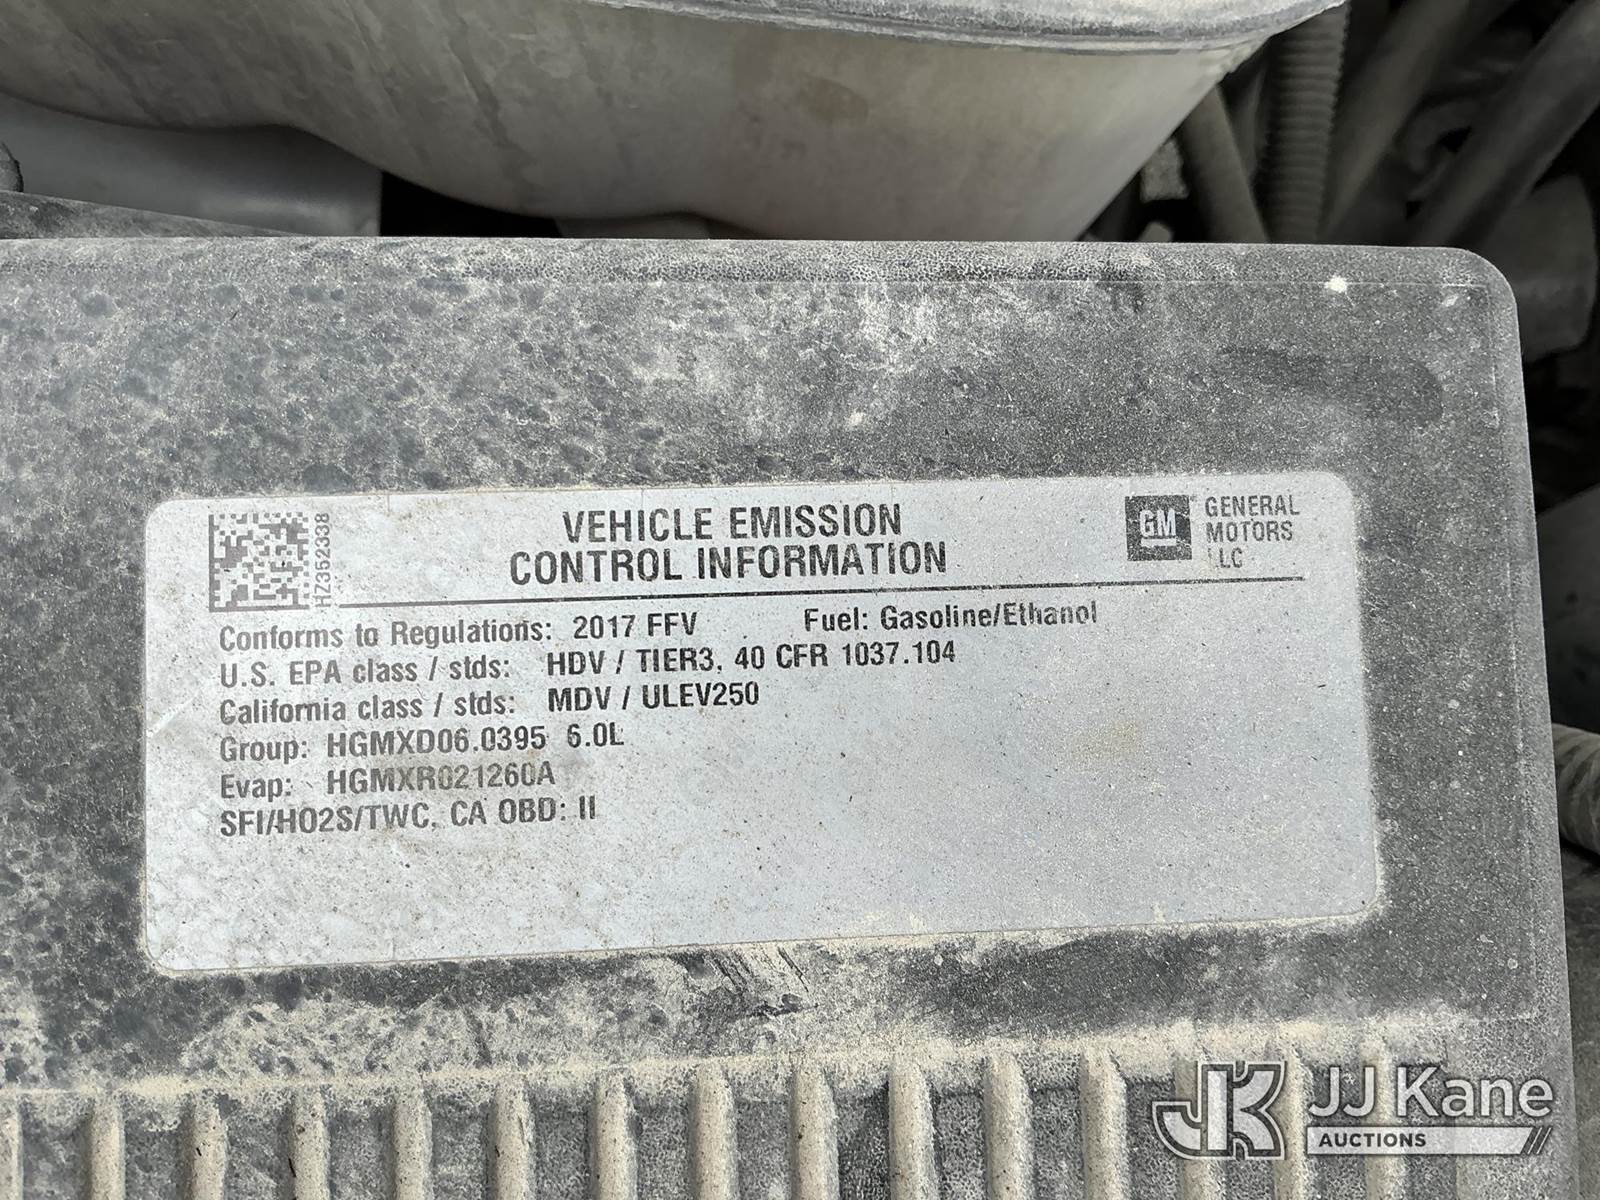 HZ352338
VEHICLE EMISSION
CONTROL INFORMATION
GM
GENERAL
MOTORS
LLC
Conforms to Regulations: 2017 FFV Fuel: Gasoline/Ethanol
U.S. EPA class / stds: HDV / TIER3, 40 CFR 1037.104
California class / stds: MDV / ULEV250
Group: HGMXD06.0395 6.0L
Evap: HGMXR021260A
SFI/HO2S/TWC, CA OBD: II
JK JJ Kane
AUCTIONS